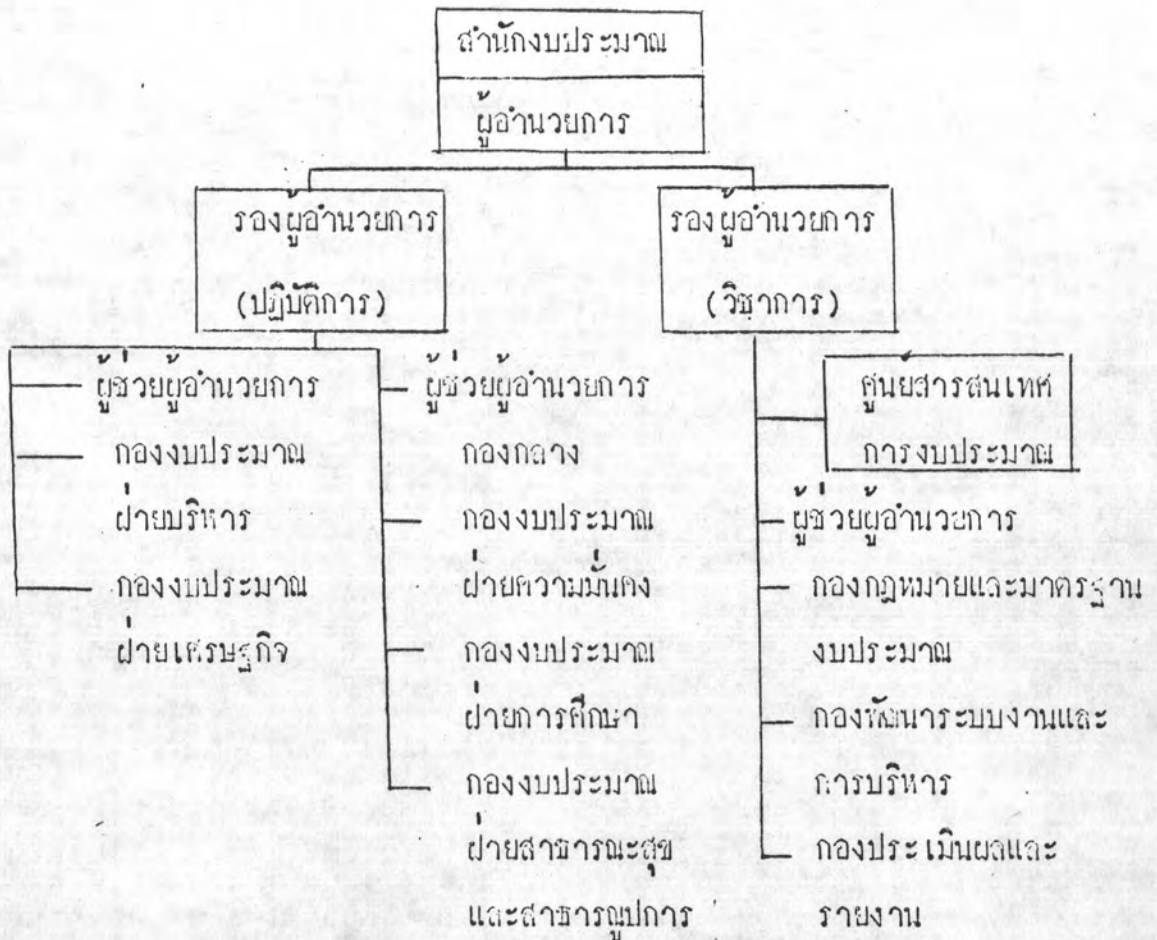 สำนักงบประมาณ
ผู้อำนวยการ
รองผู้อำนวยการ
(ปฏิบัติการ)
รองผู้อำนวยการ
(วิชาการ)
ผู้ช่วยผู้อำนวยการ
กองงบประมาณ
ฝ่ายบริหาร
กองงบประมาณ
ฝ่ายเศรษฐกิจ
ผู้ช่วยผู้อำนวยการ
กองกลาง
กองงบประมาณ
ฝ่ายความมั่นคง
กองงบประมาณ
ฝ่ายการศึกษา
กองงบประมาณ
ฝ่ายสาธารณะสุข
และสาธารณูปการ
ศูนย์สารสนเทศ
การงบประมาณ
ผู้ช่วยผู้อำนวยการ
กองกฎหมายและมาตรฐาน
งบประมาณ
กองพัฒนาระบบงานและ
การบริหาร
กองประเมินผลและ
รายงาน